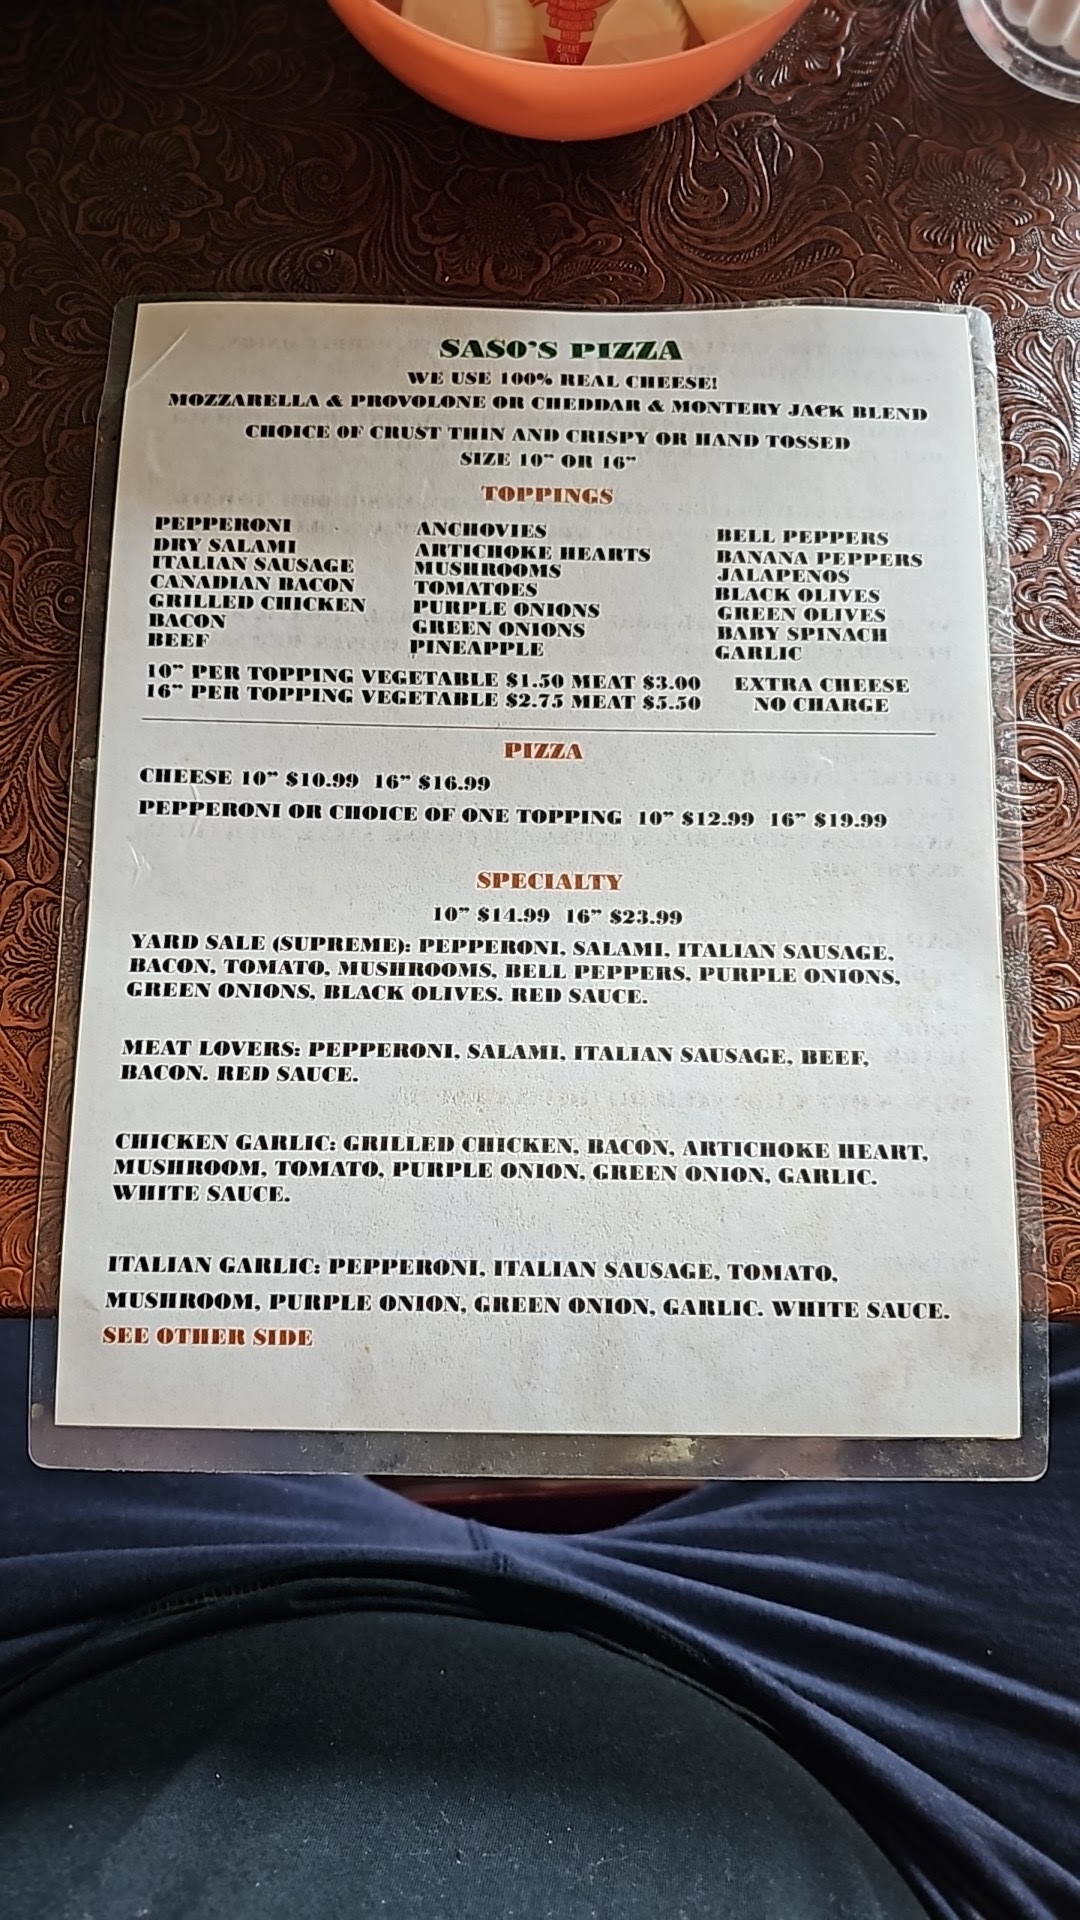 REFRIGERATION
NEEDED
SHAKE
WELL
SASO'S PIZZA
WE USE 100% REAL CHEESE!
MOZZARELLA & PROVOLONE OR CHEDDAR & MONTERY JACK BLEND
CHOICE OF CRUST THIN AND CRISPY OR HAND TOSSED
SIZE 10" OR 16"
TOPPINGS
PEPPERONI
DRY SALAMI
ITALIAN SAUSAGE
CANADIAN BACON
GRILLED CHICKEN
BACON
BEEF
ANCHOVIES
ARTICHOKE HEARTS
MUSHROOMS
TOMATOES
PURPLE ONIONS
GREEN ONIONS
PINEAPPLE
BELL PEPPERS
BANANA PEPPERS
JALAPENOS
BLACK OLIVES
GREEN OLIVES
BABY SPINACH
GARLIC
10" PER TOPPING VEGETABLE $1.50 MEAT $3.00
16" PER TOPPING VEGETABLE $2.75 MEAT $5.50
EXTRA CHEESE
NO CHARGE
PIZZA
CHEESE 10" $10.99 16" $16.99
PEPPERONI OR CHOICE OF ONE TOPPING 10" $12.99 16" $19.99
SPECIALTY
10" $14.99 16" $23.99
YARD SALE (SUPREME): PEPPERONI, SALAMI, ITALIAN SAUSAGE,
BACON, TOMATO, MUSHROOMS, BELL PEPPERS, PURPLE ONIONS,
GREEN ONIONS, BLACK OLIVES. RED SAUCE.
MEAT LOVERS: PEPPERONI, SALAMI, ITALIAN SAUSAGE, BEEF,
BACON. RED SAUCE.
CHICKEN GARLIC: GRILLED CHICKEN, BACON, ARTICHOKE HEART,
MUSHROOM, TOMATO, PURPLE ONION, GREEN ONION, GARLIC.
WHITE SAUCE.
ITALIAN GARLIC: PEPPERONI, ITALIAN SAUSAGE, TOMATO,
MUSHROOM, PURPLE ONION, GREEN ONION, GARLIC. WHITE SAUCE.
SEE OTHER SIDE